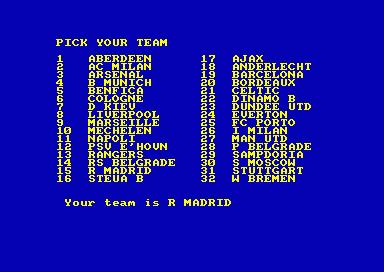 PICK YOUR TEAM
1 ABERDEEN 17 AJAX
2 AC MILAN 18 ANDERLECHT
3 ARSENAL 19 BARCELONA
4 B MUNICH 20 BORDEAUX
5 BENFICA 21 CELTIC
6 COLOGNE 22 DINAMO B
7 D KIEV 23 DUNDEE UTD
8 LIVERPOOL 24 EVERTON
9 MARSEILLE 25 FC PORTO
10 MECHELEN 26 I MILAN
11 NAPOLI 27 MAN UTD
12 PSV E'HOVN 28 P BELGRADE
13 RANGERS 29 SAMPDORIA
14 RS BELGRADE 30 S MOSCOW
15 R MADRID 31 STUTTGART
16 STEUA B 32 W BREMEN
Your team is R MADRID